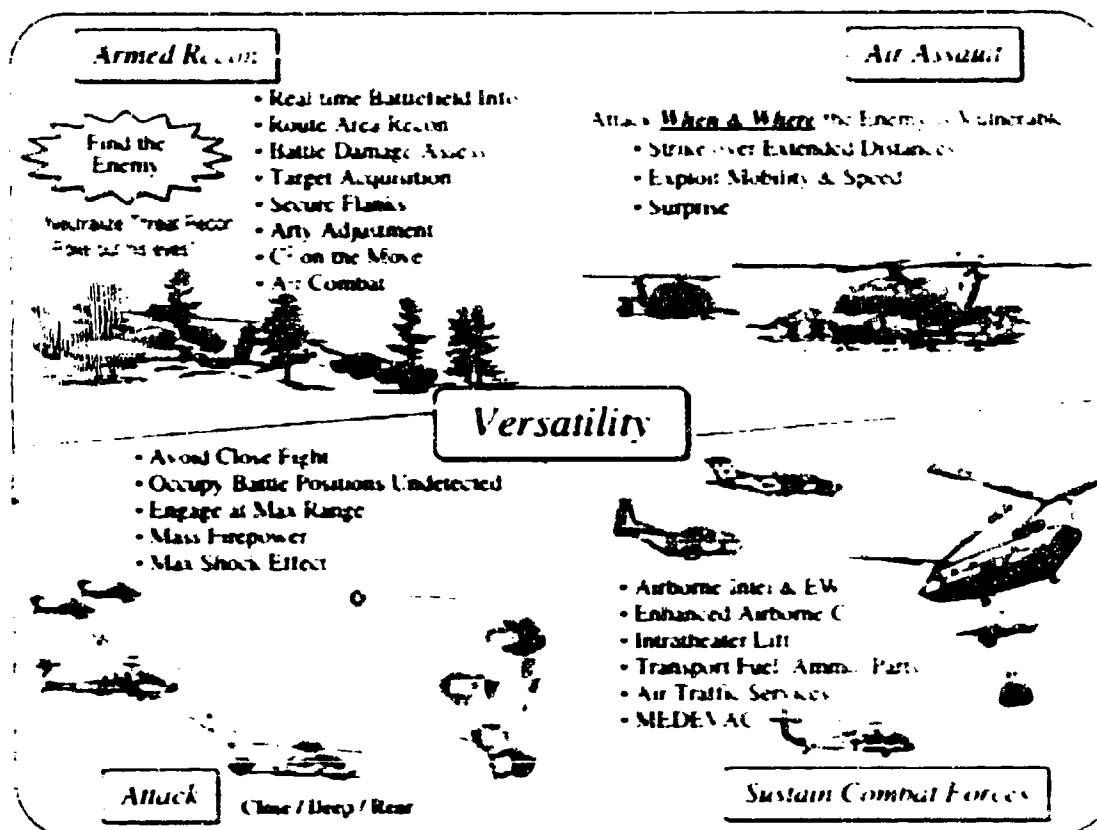 Armed Recon
Find the
Enemy
Neutralize Threat Recon
• Real time Battlefield Info
• Route Area Recon
• Battle Damage Assess
• Target Acquisition
• Secure Flanks
• Arty Adjustment
• C² on the Move
• Air Combat
Air Assault
Attack When & Where the Enemy is Vulnerable
• Strike over Extended Distances
• Exploit Mobility & Speed
• Surprise
Versatility
• Avoid Close Fight
• Occupy Battle Positions Undetected
• Engage at Max Range
• Mass Firepower
• Max Shock Effect
Attack
Close / Deep / Rear
• Airborne Intel & EW
• Enhanced Airborne C
• Intratheater Lift
• Transport Fuel, Ammo, Parts
• Air Traffic Services
• MEDEVAC
Sustain Combat Forces